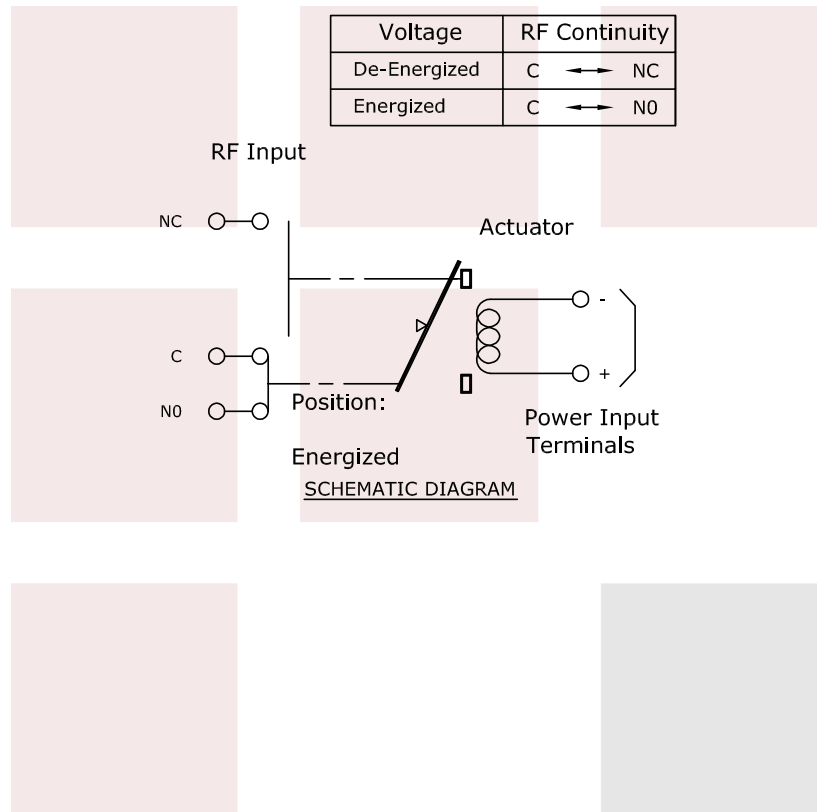 Voltage RF Continuity
De-Energized C NC
Energized C N0
RF Input
NC
Actuator
-
C
+
N0
Position:
Power Input
Terminals
Energized
SCHEMATIC DIAGRAM